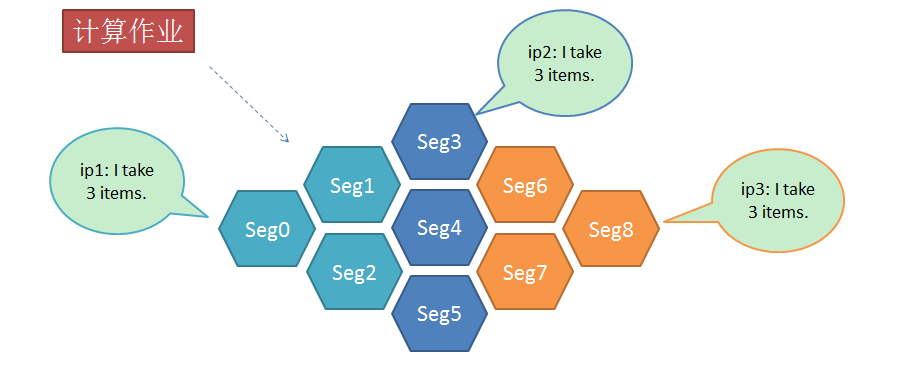 计算作业
ip2: I take
3 items.
ip1: I take
3 items.
ip3: I take
3 items.
Seg0
Seg1
Seg2
Seg3
Seg4
Seg5
Seg6
Seg7
Seg8